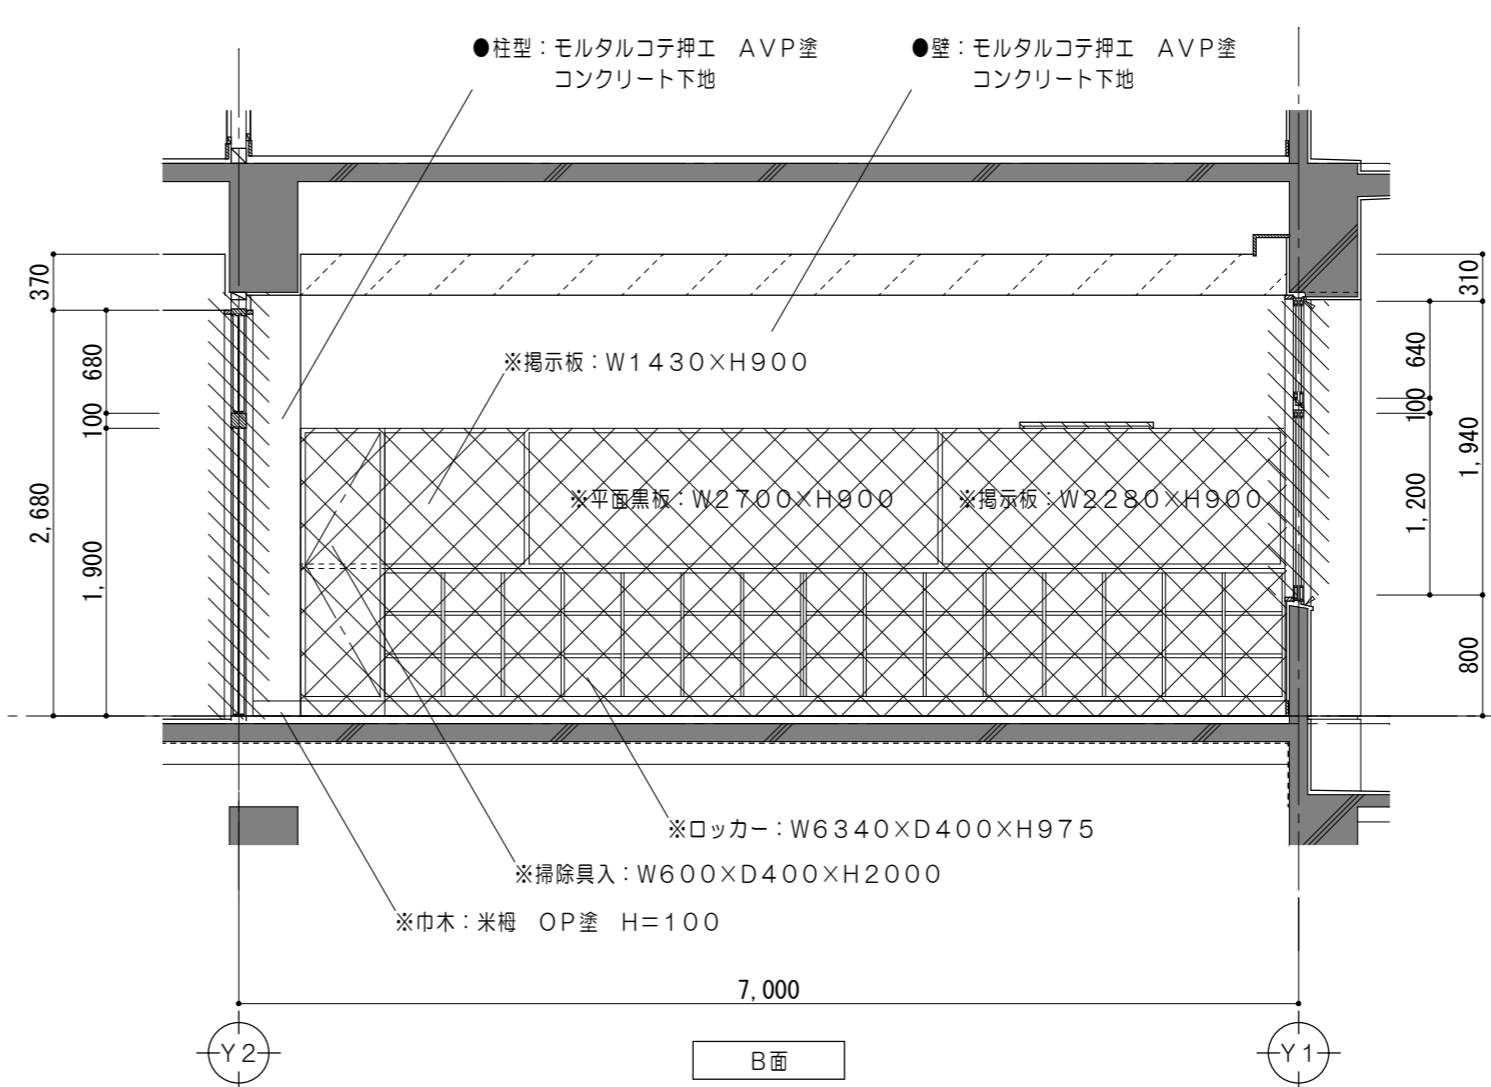 ●柱型：モルタルコテ押エ　ＡＶＰ塗
コンクリート下地
●壁：モルタルコテ押エ　ＡＶＰ塗
コンクリート下地
370
2,680
680
100
1,900
310
1,940
800
640
100
1,200
※掲示板：Ｗ１４３０×Ｈ９００
※平面黒板：Ｗ２７００×Ｈ９００
※掲示板：Ｗ２２８０×Ｈ９００
※ロッカー：Ｗ６３４０×Ｄ４００×Ｈ９７５
※掃除具入：Ｗ６００×Ｄ４００×Ｈ２０００
※巾木：米栂　ＯＰ塗　Ｈ＝１００
7,000
Ｙ２
Ｂ面
Ｙ１